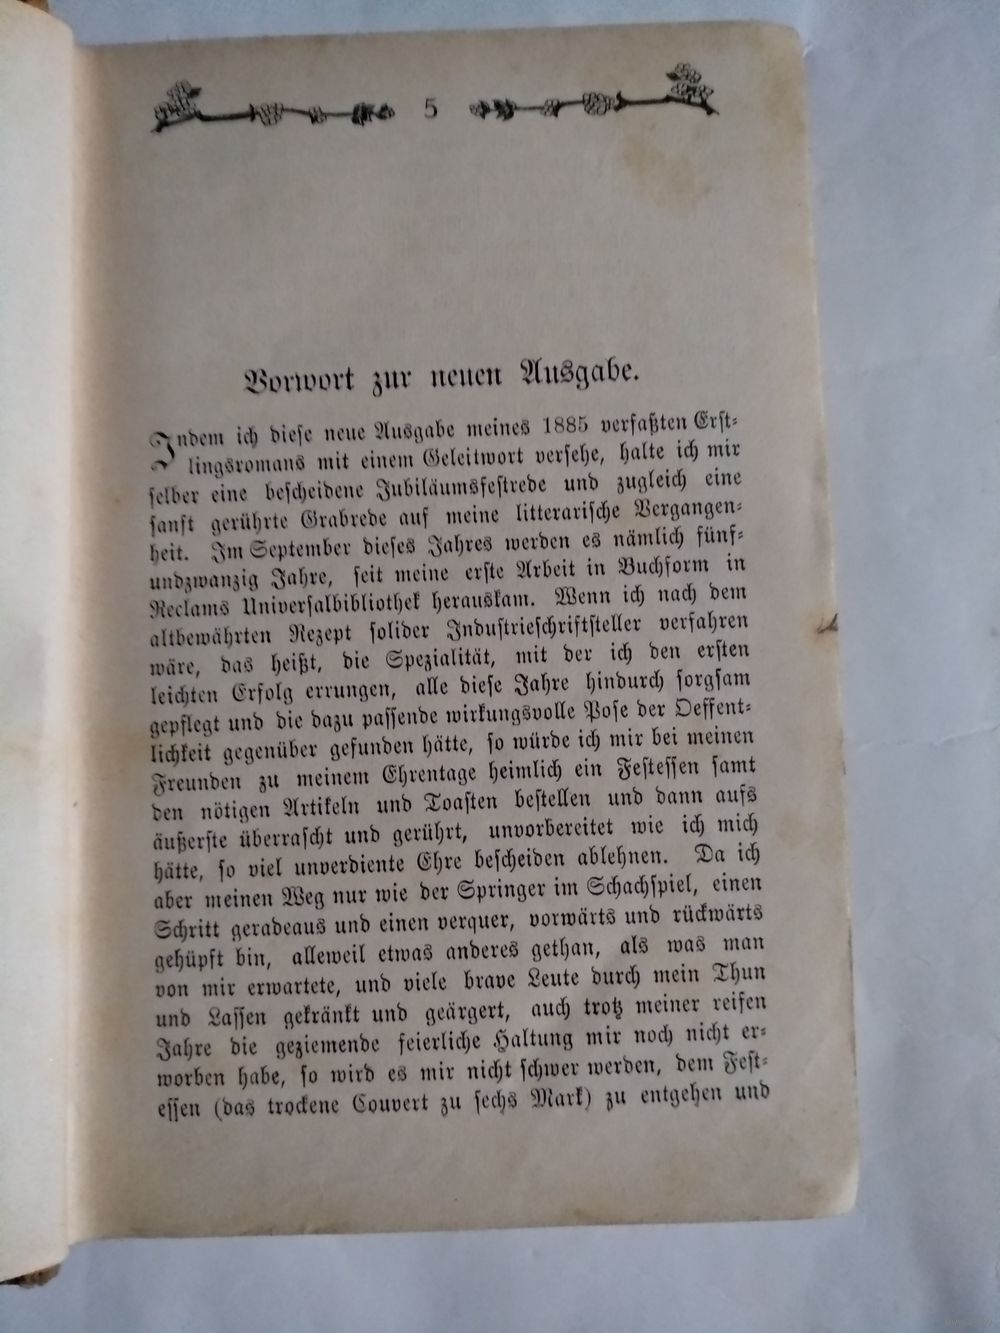 5
Vorwort zur neuen Ausgabe.
Indem ich diese neue Ausgabe meines 1885 verfaßten Erst-
lingsromans mit einem Geleitwort versehe, halte ich mir
selber eine bescheidene Jubiläumsfestrede und zugleich eine
sanft gerührte Grabrede auf meine litterarische Vergangen-
heit. Im September dieses Jahres werden es nämlich fünf-
undzwanzig Jahre, seit meine erste Arbeit in Buchform in
Reclams Universalbibliothek herauskam. Wenn ich nach dem
altbewährten Rezept solider Industrieschriftsteller verfahren
wäre, das heißt, die Spezialität, mit der ich den ersten
leichten Erfolg errungen, alle diese Jahre hindurch sorgsam
gepflegt und die dazu passende wirkungsvolle Pose der Oeffent-
lichkeit gegenüber gefunden hätte, so würde ich mir bei meinen
Freunden zu meinem Ehrentage heimlich ein Festessen samt
den nötigen Artikeln und Toasten bestellen und dann aufs
äußerste überrascht und gerührt, unvorbereitet wie ich mich
hätte, so viel unverdiente Ehre bescheiden ablehnen. Da ich
aber meinen Weg nur wie der Springer im Schachspiel, einen
Schritt geradeaus und einen verquer, vorwärts und rückwärts
gehüpft bin, alleweil etwas anderes gethan, als was man
von mir erwartete, und viele brave Leute durch mein Thun
und Lassen gekränkt und geärgert, auch trotz meiner reifen
Jahre die geziemende feierliche Haltung mir noch nicht er-
worben habe, so wird es mir nicht schwer werden, dem Fest-
essen (das trockene Couvert zu sechs Mark) zu entgehen und